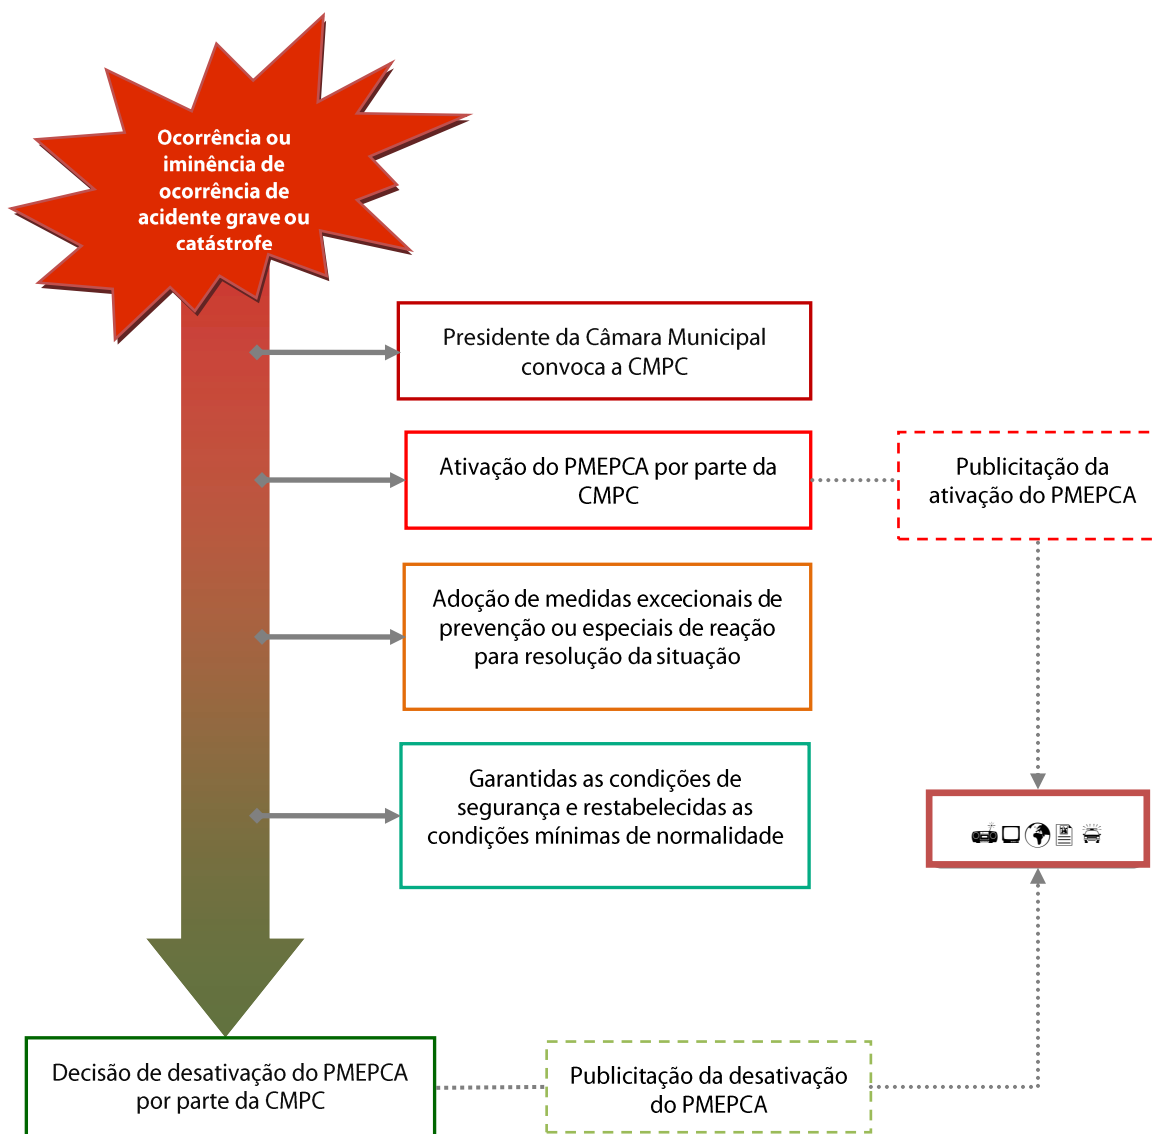 Ocorrência ou
iminência de
ocorrência de
acidente grave ou
catástrofe
Presidente da Câmara Municipal
convoca a CMPC
Ativação do PMEPCA por parte da
CMPC
Publicitação da
ativação do PMEPCA
Adoção de medidas excecionais de
prevenção ou especiais de reação
para resolução da situação
Garantidas as condições de
segurança e restabelecidas as
condições mínimas de normalidade
Decisão de desativação do PMEPCA
por parte da CMPC
Publicitação da desativação
do PMEPCA